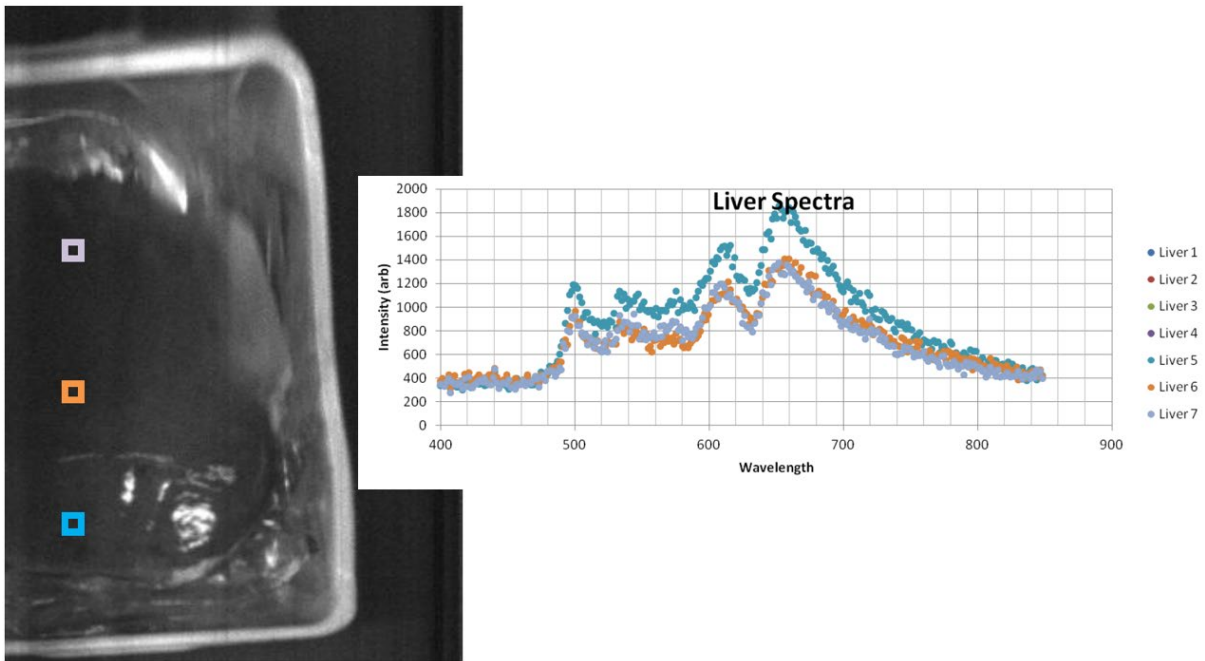 Liver Spectra
2000
1800
1600
1400
1200
1000
800
600
400
200
0
Intensity (arb)
400 500 600 700 800 900
Wavelength
Liver 1
Liver 2
Liver 3
Liver 4
Liver 5
Liver 6
Liver 7